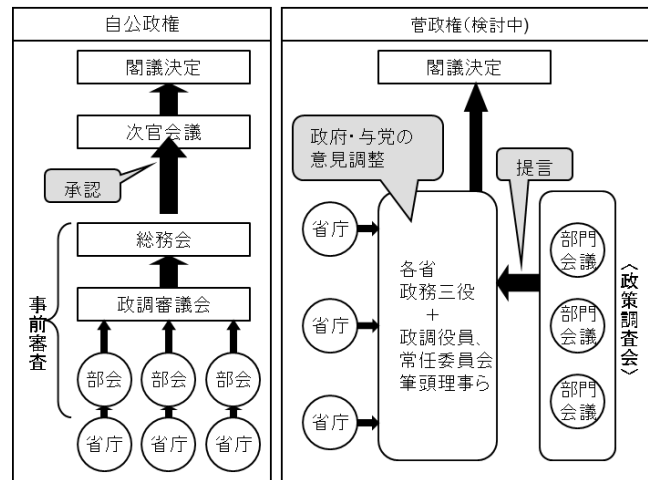 自公政権
閣議決定
次官会議
承認
総務会
政調審議会
事前審査
部会
部会
部会
省庁
省庁
省庁
菅政権(検討中)
閣議決定
政府・与党の
意見調整
提言
省庁
省庁
省庁
各省
政務三役
+
政調役員、
常任委員会
筆頭理事ら
部門
会議
部門
会議
部門
会議
〈政策調査会〉